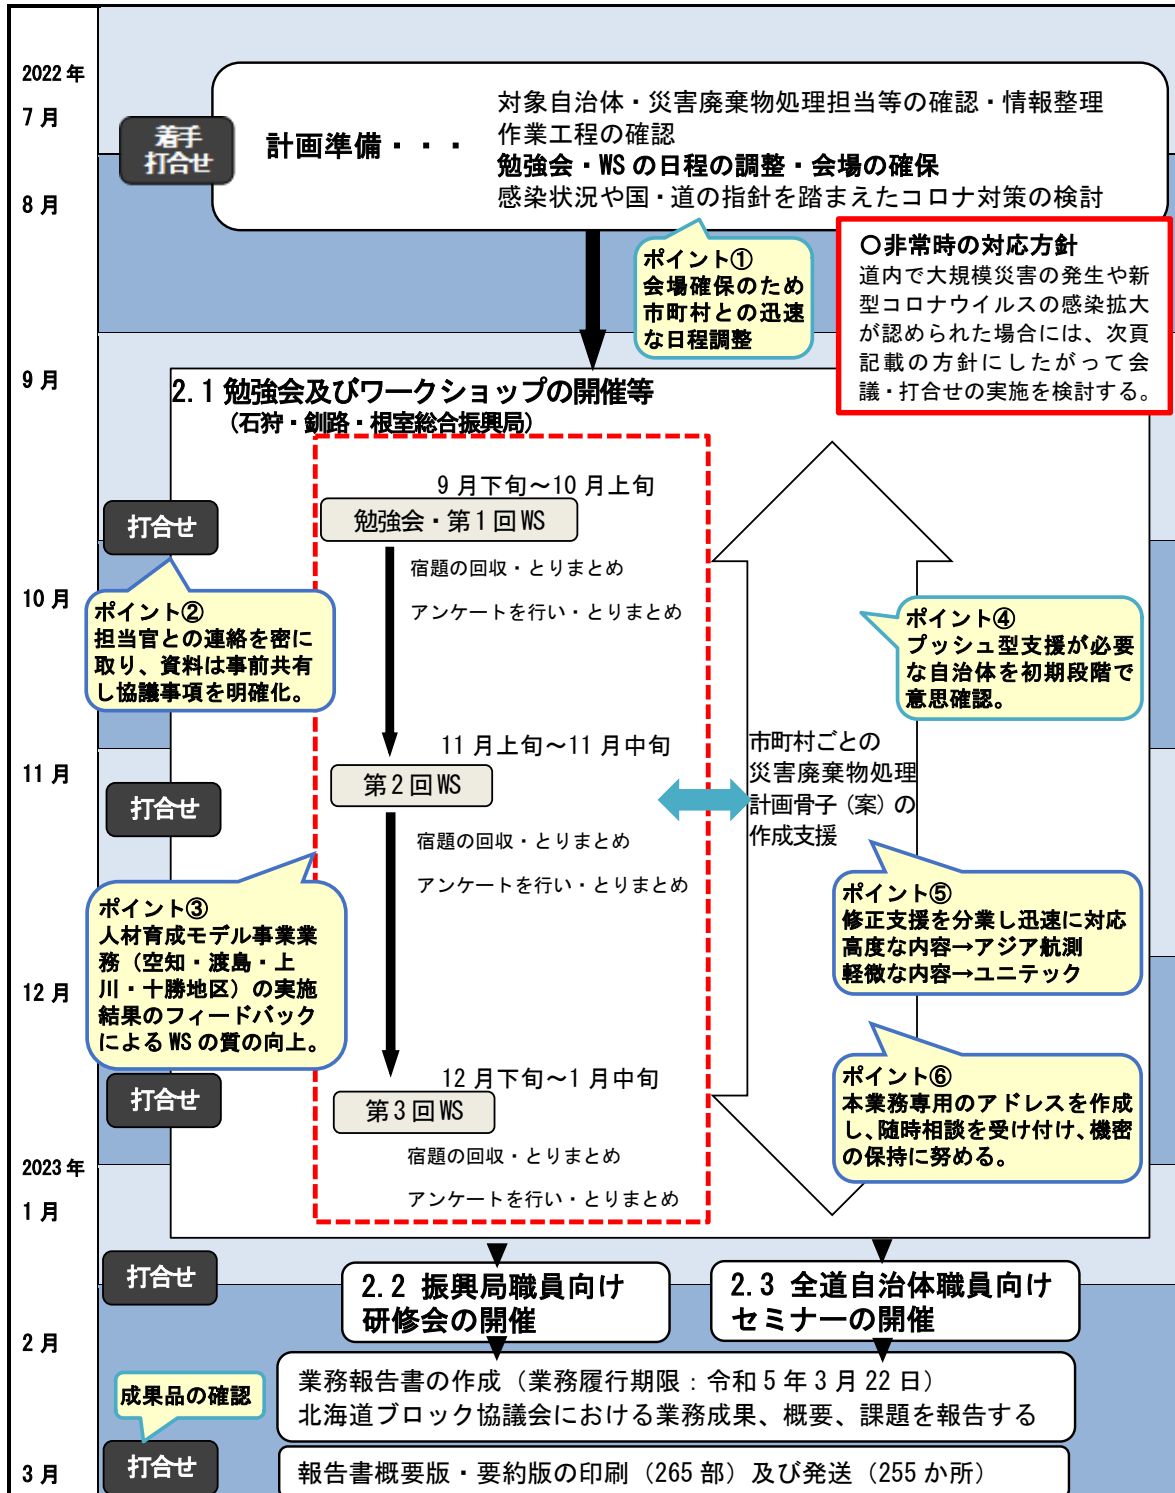 2022年
7月
着手
打合せ
計画準備・・・
対象自治体・災害廃棄物処理担当等の確認・情報整理
作業工程の確認
勉強会・WSの日程の調整・会場の確保
感染状況や国・道の指針を踏まえたコロナ対策の検討
8月
ポイント①
会場確保のため
市町村との迅速
な日程調整
〇非常時の対応方針
道内で大規模災害の発生や新
型コロナウイルスの感染拡大
が認められた場合には、次頁
記載の方針にしたがって会
議・打合せの実施を検討する。
9月
2.1 勉強会及びワークショップの開催等
（石狩・釧路・根室総合振興局）
9月下旬～10月上旬
打合せ
勉強会・第1回WS
宿題の回収・とりまとめ
アンケートを行い・とりまとめ
10月
ポイント②
担当官との連絡を密に
取り、資料は事前共有
し協議事項を明確化。
ポイント④
プッシュ型支援が必要
な自治体を初期段階で
意思確認。
11月上旬～11月中旬
11月
打合せ
第2回WS
市町村ごとの
災害廃棄物処理
計画骨子（案）の
作成支援
宿題の回収・とりまとめ
アンケートを行い・とりまとめ
ポイント③
人材育成モデル事業業
務（空知・渡島・上
川・十勝地区）の実施
結果のフィードバック
によるWSの質の向上。
ポイント⑤
修正支援を分業し迅速に対応
高度な内容→アジア航測
軽微な内容→ユニテック
12月
12月下旬～1月中旬
打合せ
第3回WS
ポイント⑥
本業務専用のアドレスを作成
し、随時相談を受け付け、機密
の保持に努める。
宿題の回収・とりまとめ
アンケートを行い・とりまとめ
2023年
1月
打合せ
2.2 振興局職員向け
研修会の開催
2.3 全道自治体職員向け
セミナーの開催
2月
成果品の確認
業務報告書の作成（業務履行期限：令和5年3月22日）
北海道ブロック協議会における業務成果、概要、課題を報告する
3月
打合せ
報告書概要版・要約版の印刷（265部）及び発送（255か所）